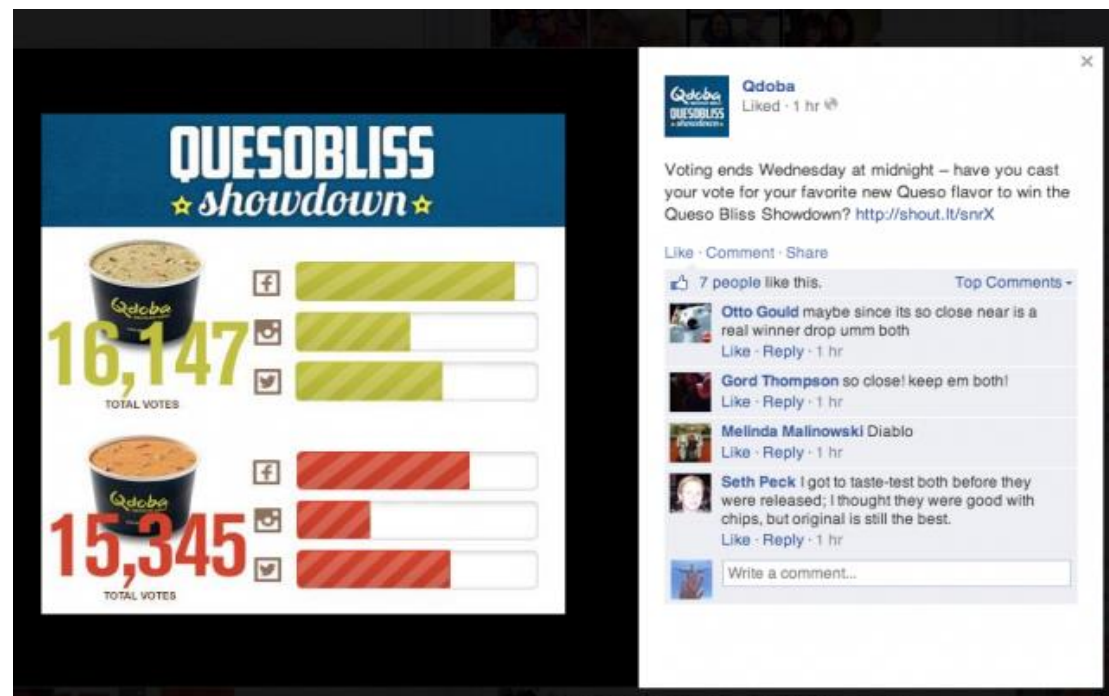 QUESOBLISS
showdown
Qdoba
16,147
TOTAL VOTES
Qdoba
15,345
TOTAL VOTES
Qdoba
QUESOBLISS
showdown
Qdoba
Liked · 1 hr
Voting ends Wednesday at midnight – have you cast
your vote for your favorite new Queso flavor to win the
Queso Bliss Showdown? http://shout.lt/snrX
Like · Comment · Share
7 people like this.
Top Comments
Otto Gould maybe since its so close near is a
real winner drop umm both
Like · Reply · 1 hr
Gord Thompson so close! keep em both!
Like · Reply · 1 hr
Melinda Malinowski Diablo
Like · Reply · 1 hr
Seth Peck I got to taste-test both before they
were released; I thought they were good with
chips, but original is still the best.
Like · Reply · 1 hr
Write a comment...